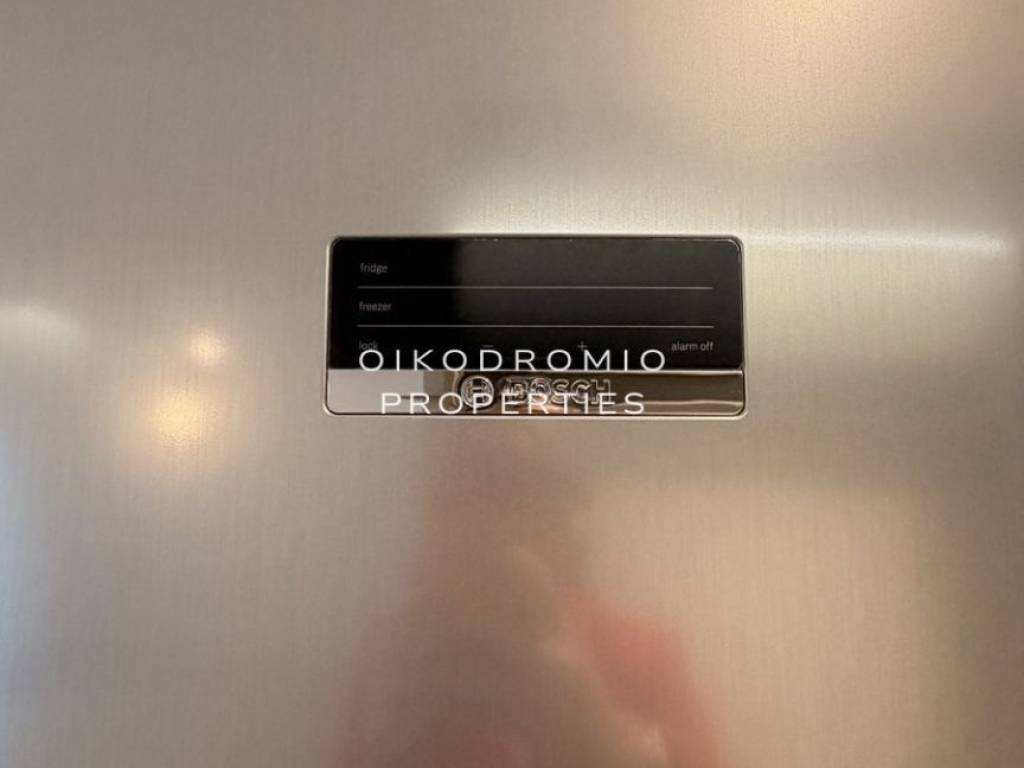 fridge
freezer
lock − + alarm off
OIKODROMIO
BOSCH
PROPERTIES